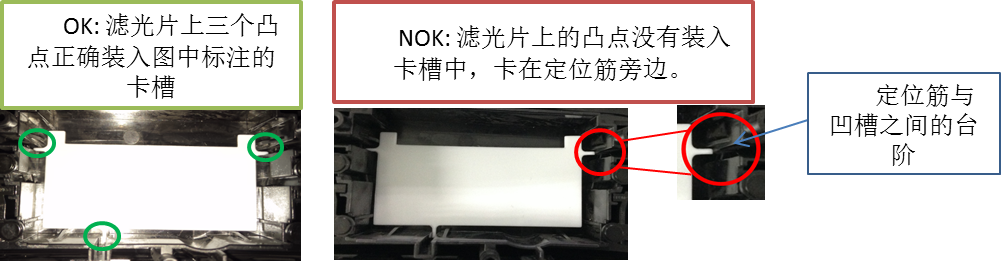 OK: 滤光片上三个凸
点正确装入图中标注的
卡槽
NOK: 滤光片上的凸点没有装入
卡槽中，卡在定位筋旁边。
定位筋与
凹槽之间的台
阶